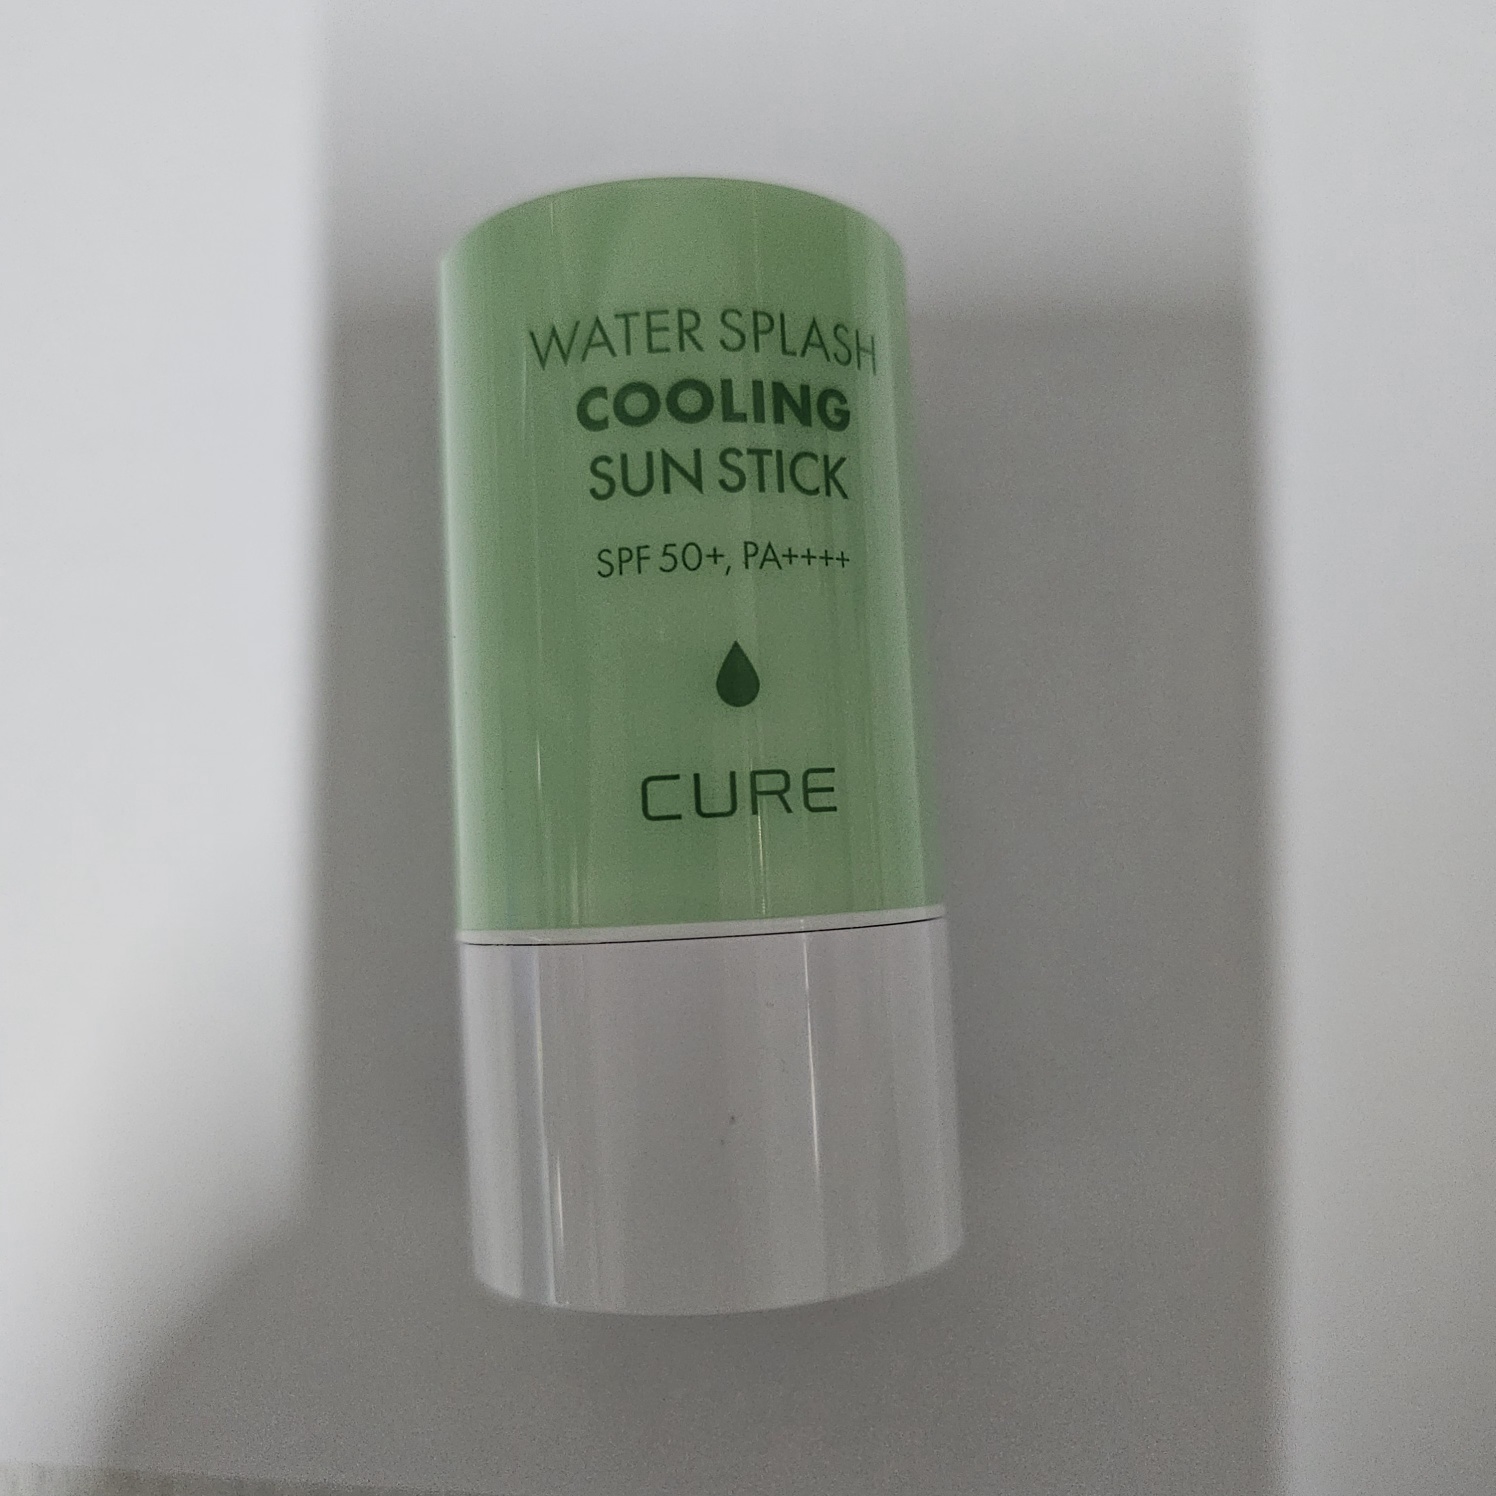 WATER SPLASH
COOLING
SUN STICK
SPF 50+, PA++++
CURE